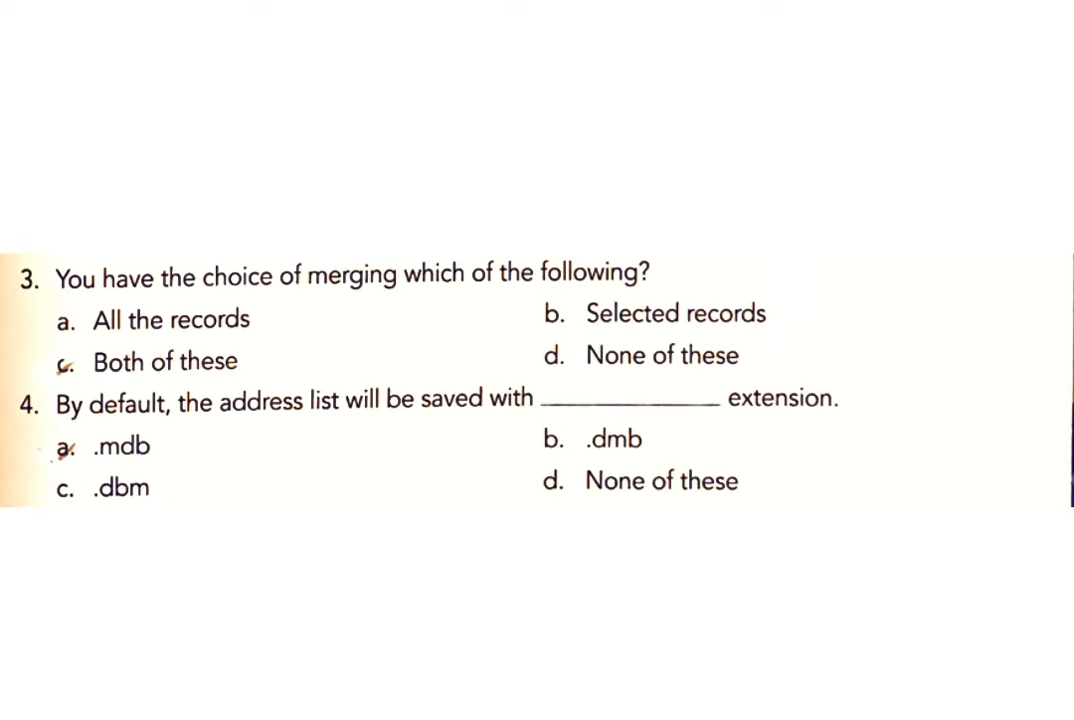 3. You have the choice of merging which of the following?
a. All the records
b. Selected records
c. Both of these
d. None of these
4. By default, the address list will be saved with ______________ extension.
a. .mdb
b. .dmb
c. .dbm
d. None of these